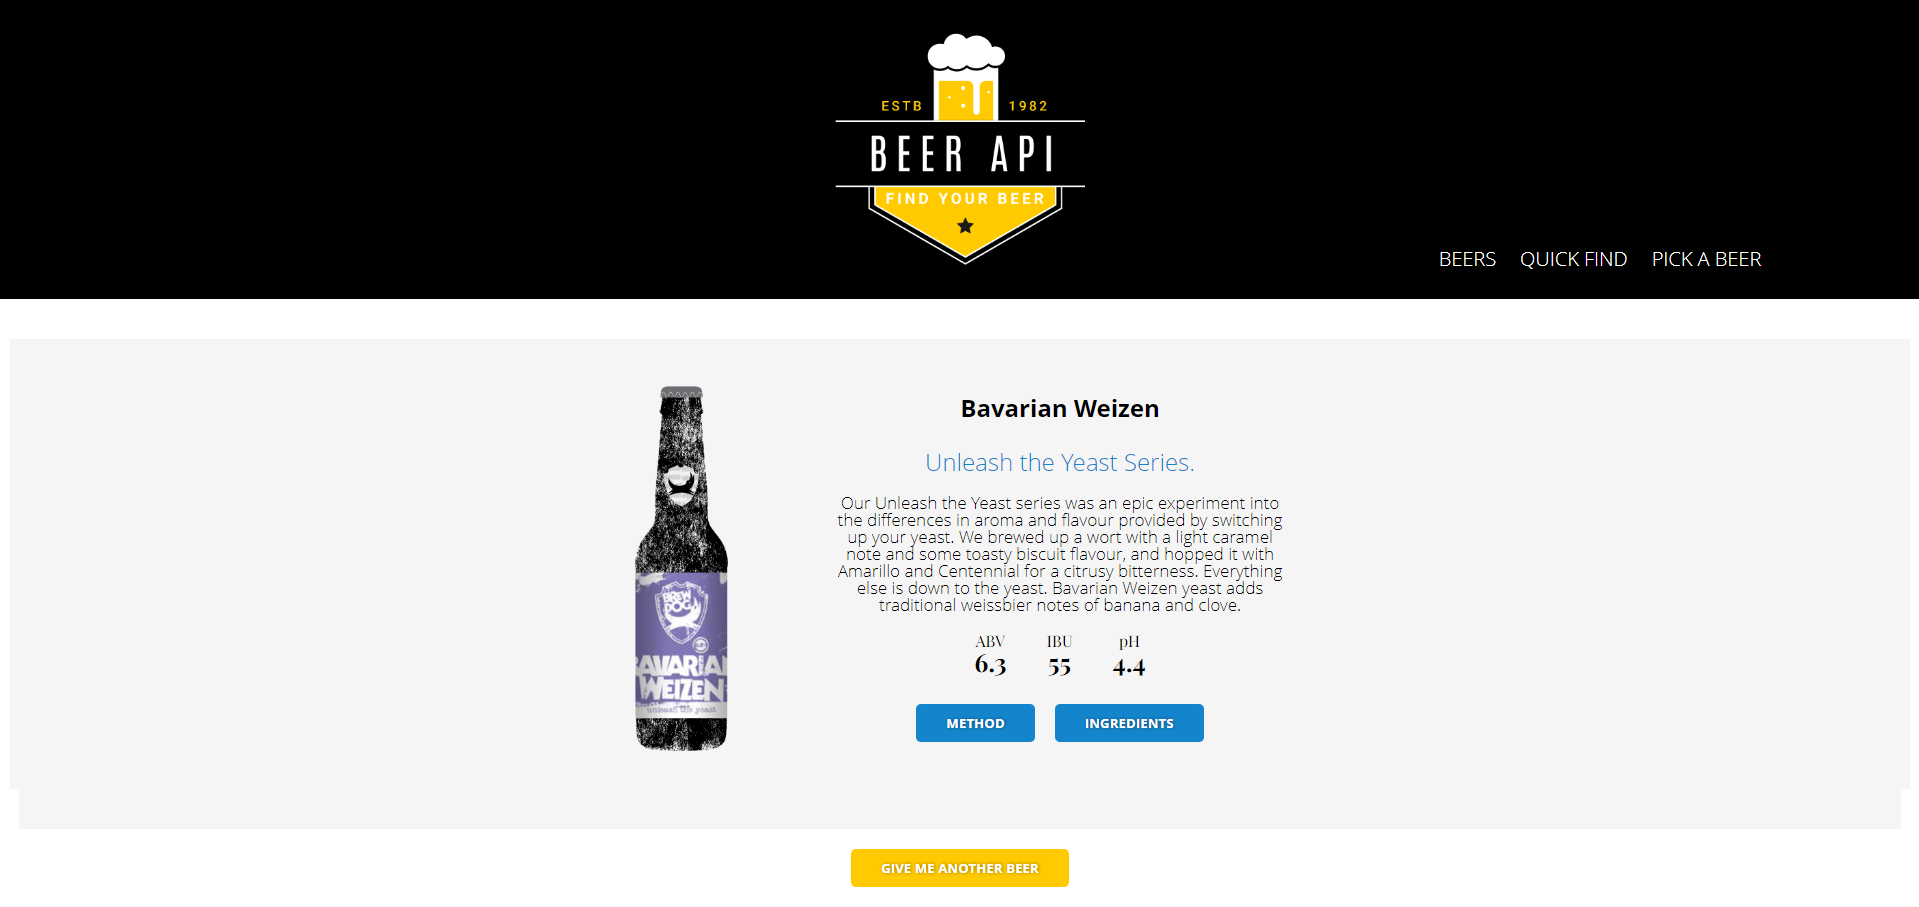 ESTB 1982
BEER API
FIND YOUR BEER
BEERS QUICK FIND PICK A BEER
Bavarian Weizen
Unleash the Yeast Series.
Our Unleash the Yeast series was an epic experiment into
the differences in aroma and flavour provided by switching
up your yeast. We brewed up a wort with a light caramel
note and some toasty biscuit flavour, and hopped it with
Amarillo and Centennial for a citrusy bitterness. Everything
else is down to the yeast. Bavarian Weizen yeast adds
traditional weissbier notes of banana and clove.
ABV IBU pH
6.3 55 4.4
METHOD INGREDIENTS
BREW
DOG
BAVARIAN
WEIZEN
unleash the yeast
GIVE ME ANOTHER BEER